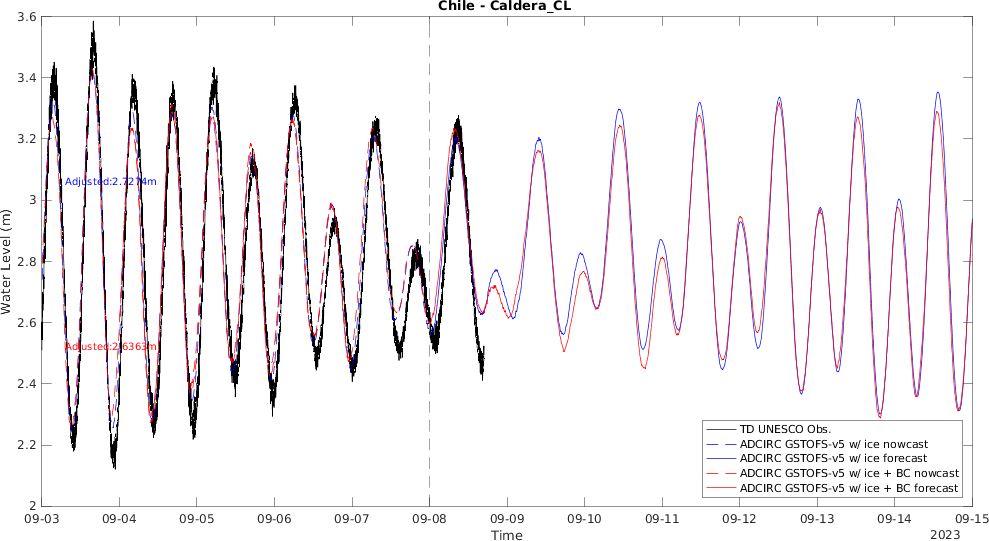 Chile - Caldera_CL
3.6
3.4
3.2
3
2.8
2.6
2.4
2.2
2
Water Level (m)
Adjusted:2.7274m
Adjusted:2.6363m
TD UNESCO Obs.
ADCIRC GSTOFS-v5 w/ ice nowcast
ADCIRC GSTOFS-v5 w/ ice forecast
ADCIRC GSTOFS-v5 w/ ice + BC nowcast
ADCIRC GSTOFS-v5 w/ ice + BC forecast
09-03 09-04 09-05 09-06 09-07 09-08 09-09 09-10 09-11 09-12 09-13 09-14 09-15
Time
2023